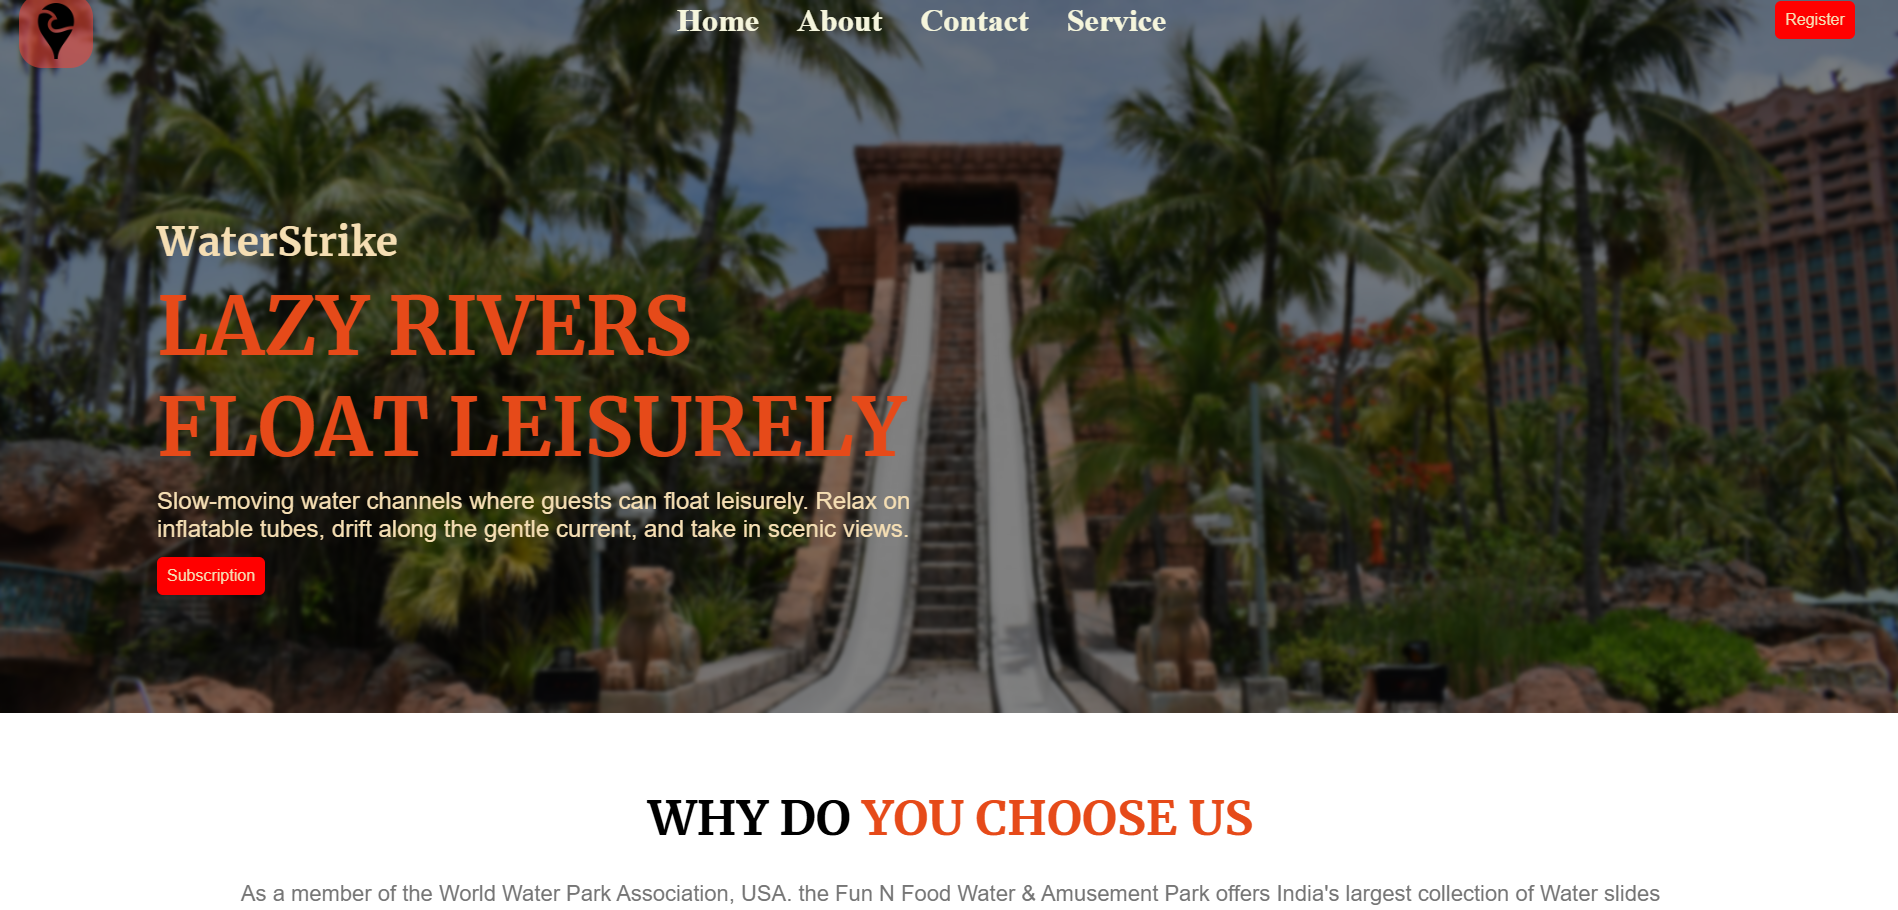 Home About Contact Service Register
WaterStrike
LAZY RIVERS
FLOAT LEISURELY
Slow-moving water channels where guests can float leisurely. Relax on
inflatable tubes, drift along the gentle current, and take in scenic views.
Subscription
WHY DO YOU CHOOSE US
As a member of the World Water Park Association, USA. the Fun N Food Water & Amusement Park offers India's largest collection of Water slides